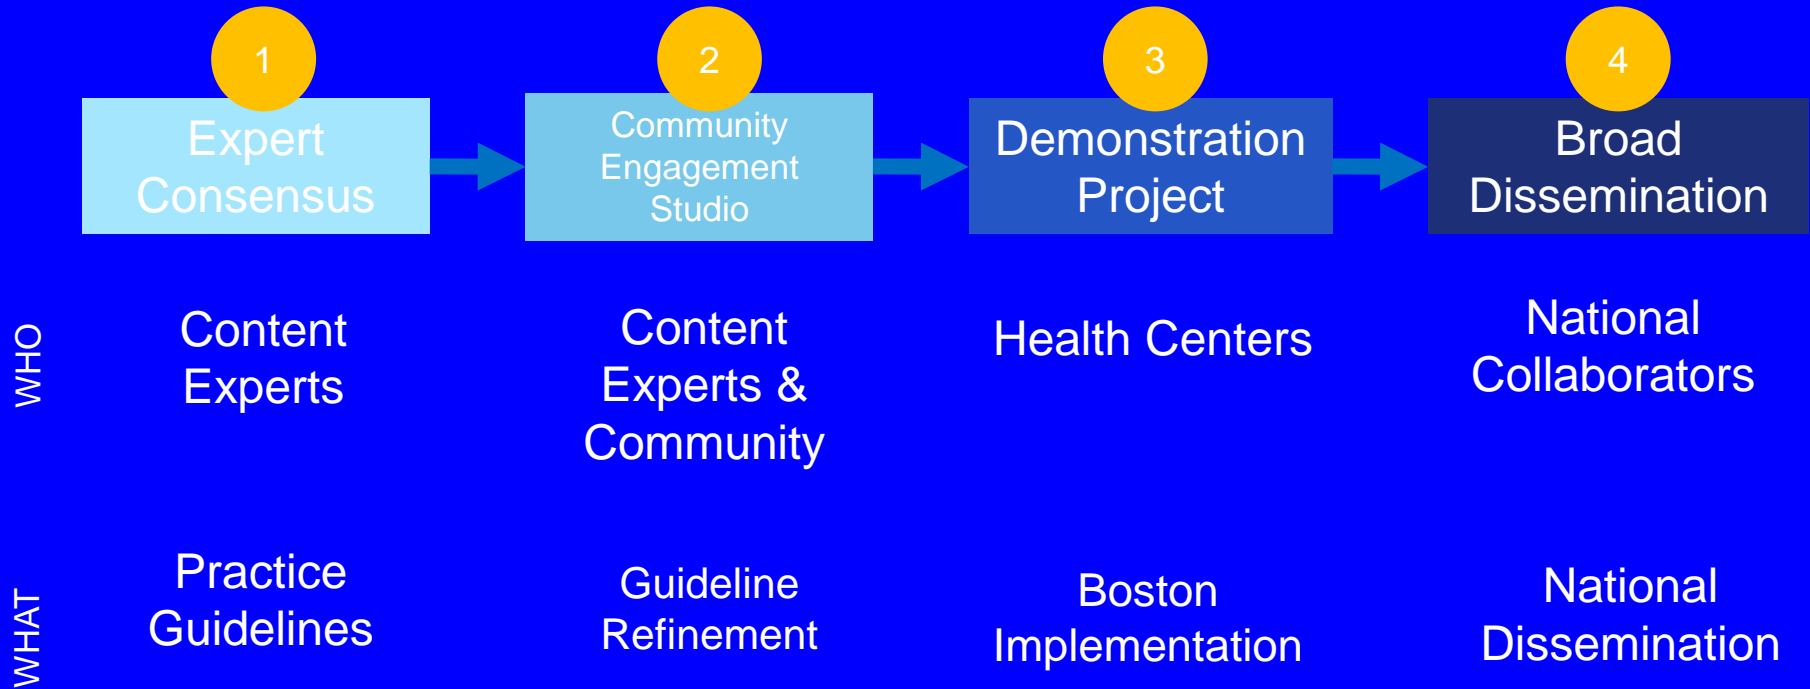 1
2
3
4
Expert
Consensus
Community
Engagement
Studio
Demonstration
Project
Broad
Dissemination
WHO
Content
Experts
Content
Experts &
Community
Health Centers
National
Collaborators
WHAT
Practice
Guidelines
Guideline
Refinement
Boston
Implementation
National
Dissemination